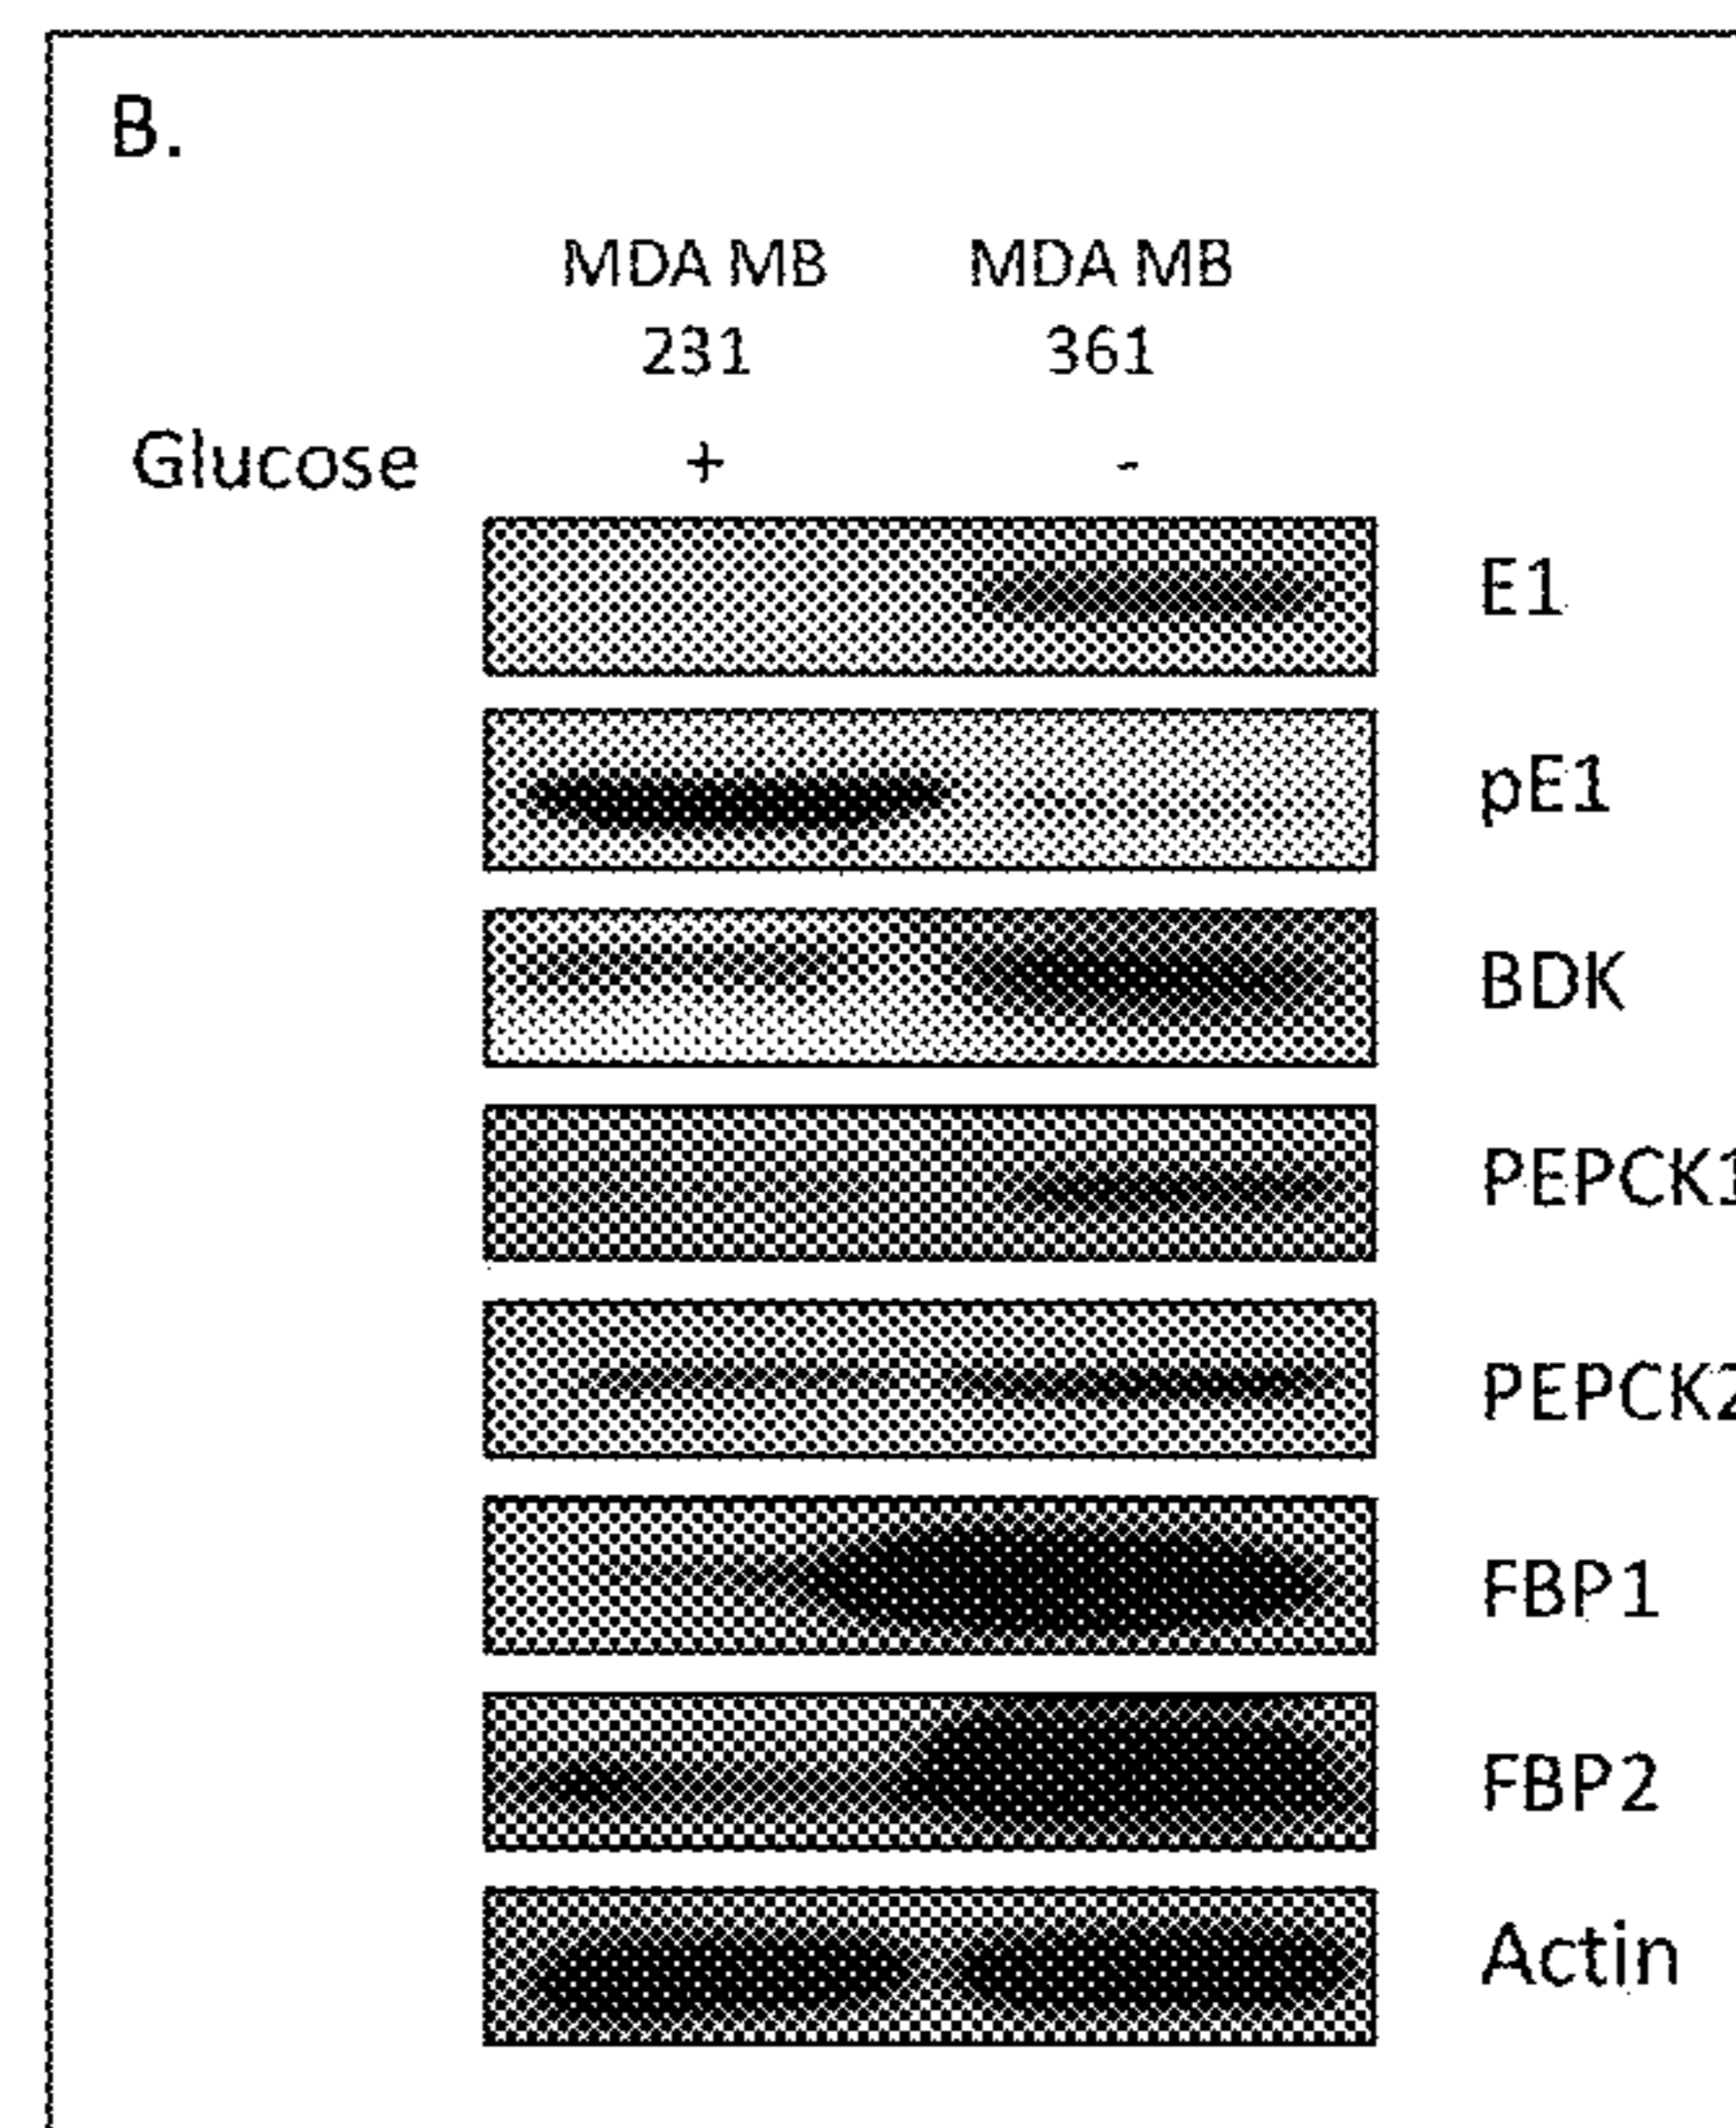 B.
MDA MB MDA MB
231 361
Glucose + -
E1
pE1
BDK
PEPCK1
PEPCK2
FBP1
FBP2
Actin